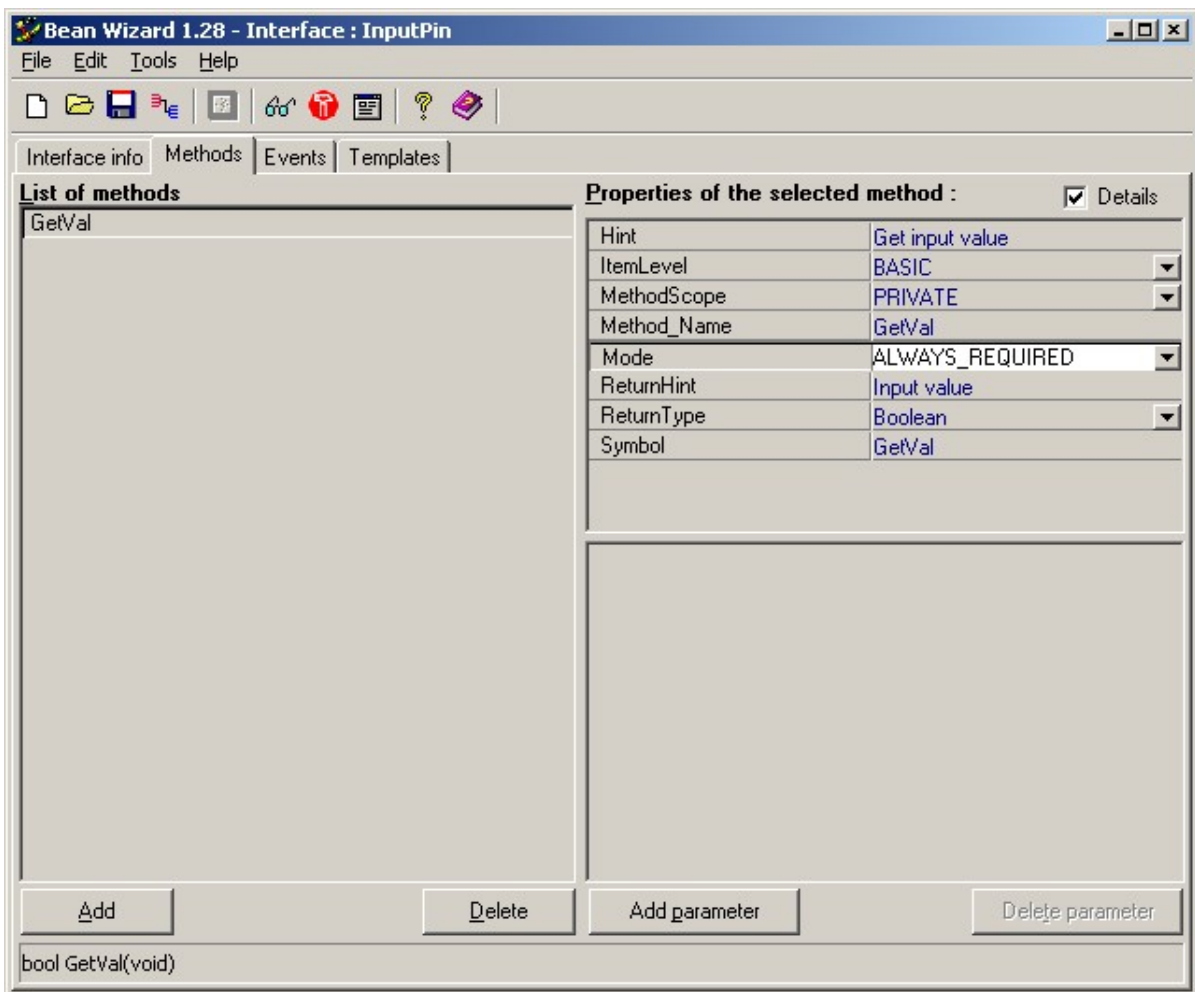 Bean Wizard 1.28 - Interface : InputPin
File Edit Tools Help
Interface info Methods Events Templates
List of methods
GetVal
Properties of the selected method : Details
Hint Get input value
ItemLevel BASIC
MethodScope PRIVATE
Method_Name GetVal
Mode ALWAYS_REQUIRED
ReturnHint Input value
ReturnType Boolean
Symbol GetVal
Add Delete Add parameter Delete parameter
bool GetVal(void)